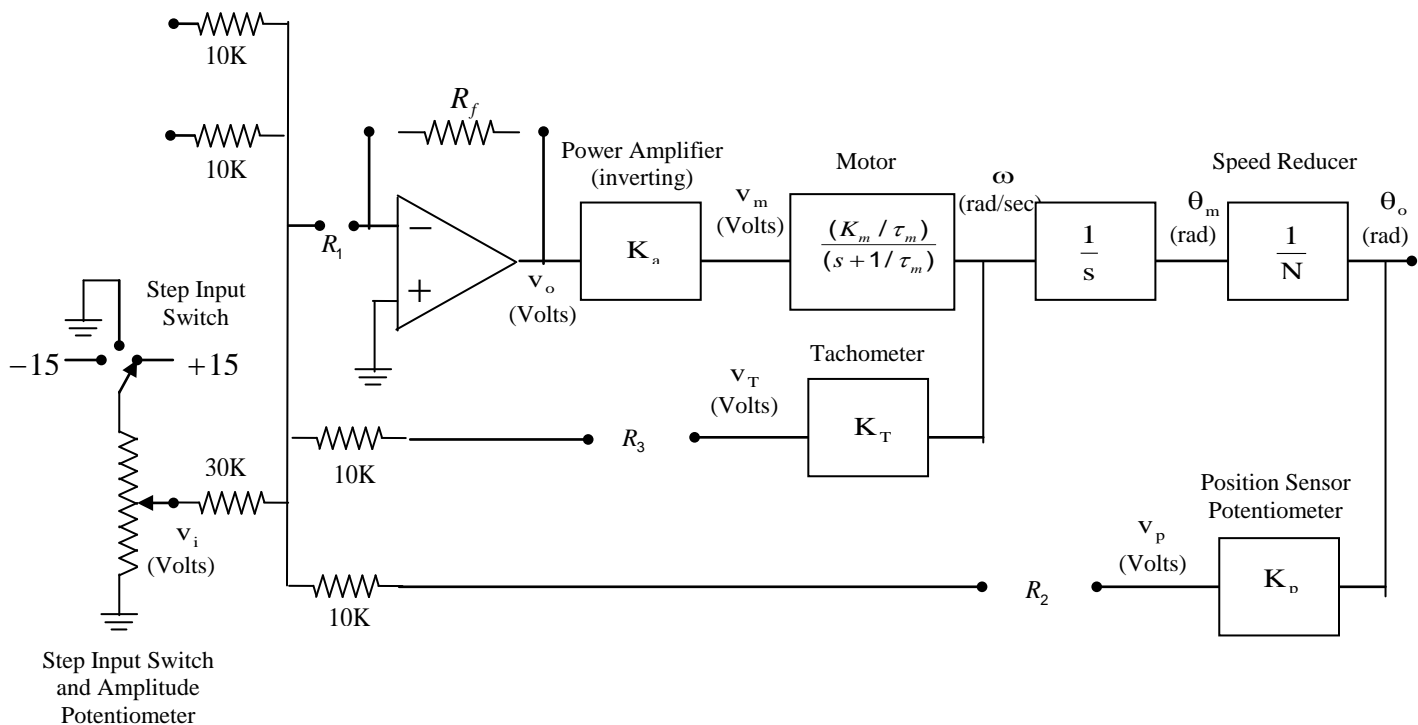 10K
10K
R_f
Power Amplifier
(inverting)
K_a
v_o
(Volts)
R_1
−
+
v_m
(Volts)
Motor
(K_m / τ_m)
(s + 1/ τ_m)
ω
(rad/sec)
1
s
θ_m
(rad)
Speed Reducer
1
N
θ_o
(rad)
Step Input
Switch
−15
+15
30K
v_i
(Volts)
Step Input Switch
and Amplitude
Potentiometer
10K
R_3
v_T
(Volts)
Tachometer
K_T
10K
R_2
v_p
(Volts)
Position Sensor
Potentiometer
K_p